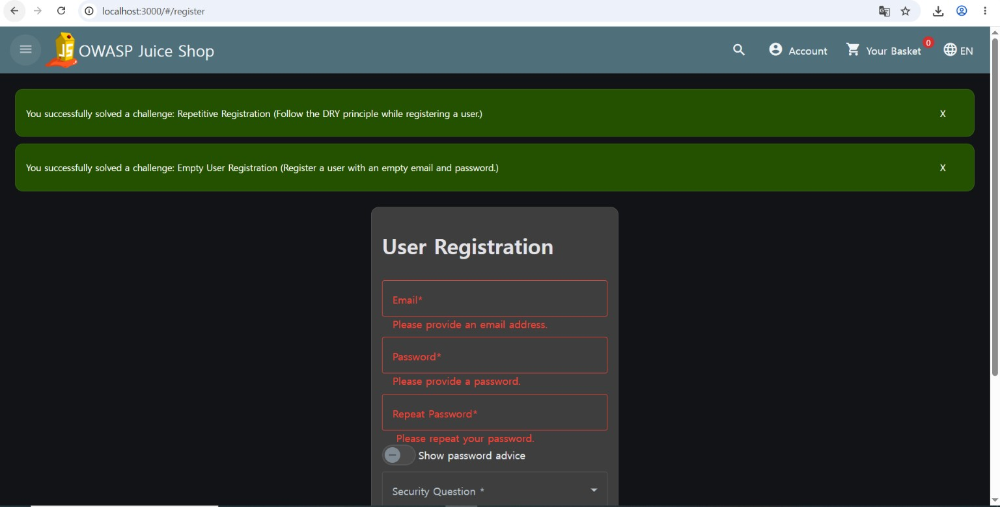 localhost:3000/#/register
JS
OWASP Juice Shop
Account
Your Basket
0
EN
You successfully solved a challenge: Repetitive Registration (Follow the DRY principle while registering a user.)
X
You successfully solved a challenge: Empty User Registration (Register a user with an empty email and password.)
X
User Registration
Email*
Please provide an email address.
Password*
Please provide a password.
Repeat Password*
Please repeat your password.
Show password advice
Security Question *